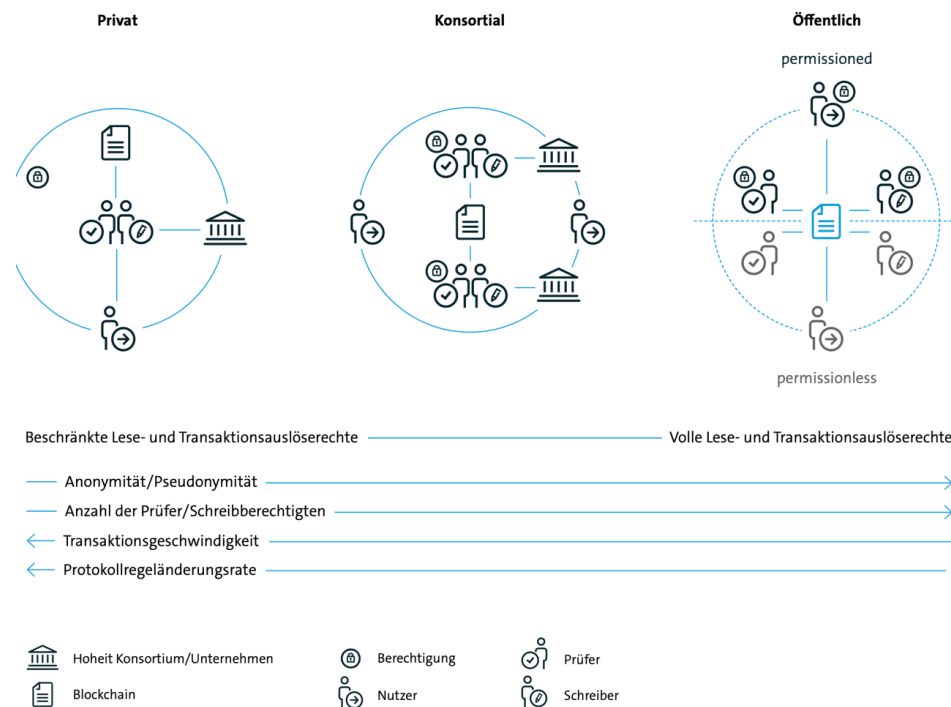 Privat
Konsortial
Öffentlich
permissioned
permissionless
Beschränkte Lese- und Transaktionsauslöserechte
Volle Lese- und Transaktionsauslöserechte
Anonymität/Pseudonymität
Anzahl der Prüfer/Schreibberechtigten
Transaktionsgeschwindigkeit
Protokollregeländerungsrate
Hoheit Konsortium/Unternehmen
Berechtigung
Prüfer
Blockchain
Nutzer
Schreiber